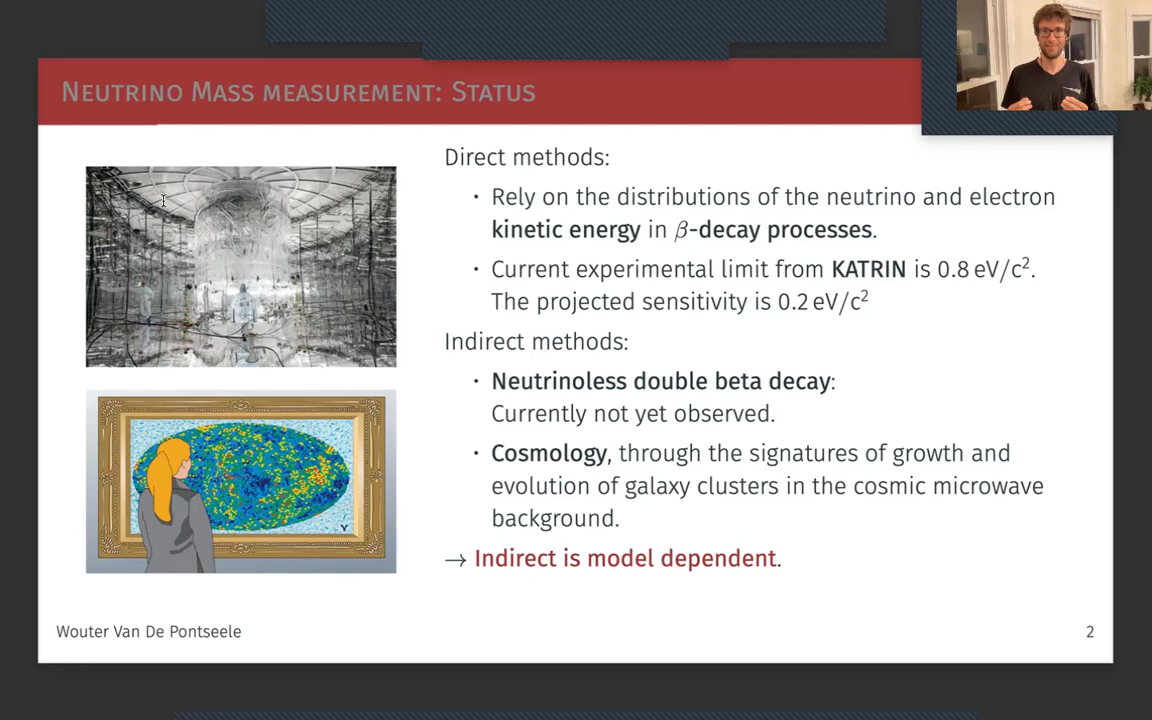 Neutrino Mass measurement: Status
Direct methods:
• Rely on the distributions of the neutrino and electron
kinetic energy in β-decay processes.
• Current experimental limit from KATRIN is 0.8 eV/c².
The projected sensitivity is 0.2 eV/c²
Indirect methods:
• Neutrinoless double beta decay:
Currently not yet observed.
• Cosmology, through the signatures of growth and
evolution of galaxy clusters in the cosmic microwave
background.
→ Indirect is model dependent.
Wouter Van De Pontseele
2